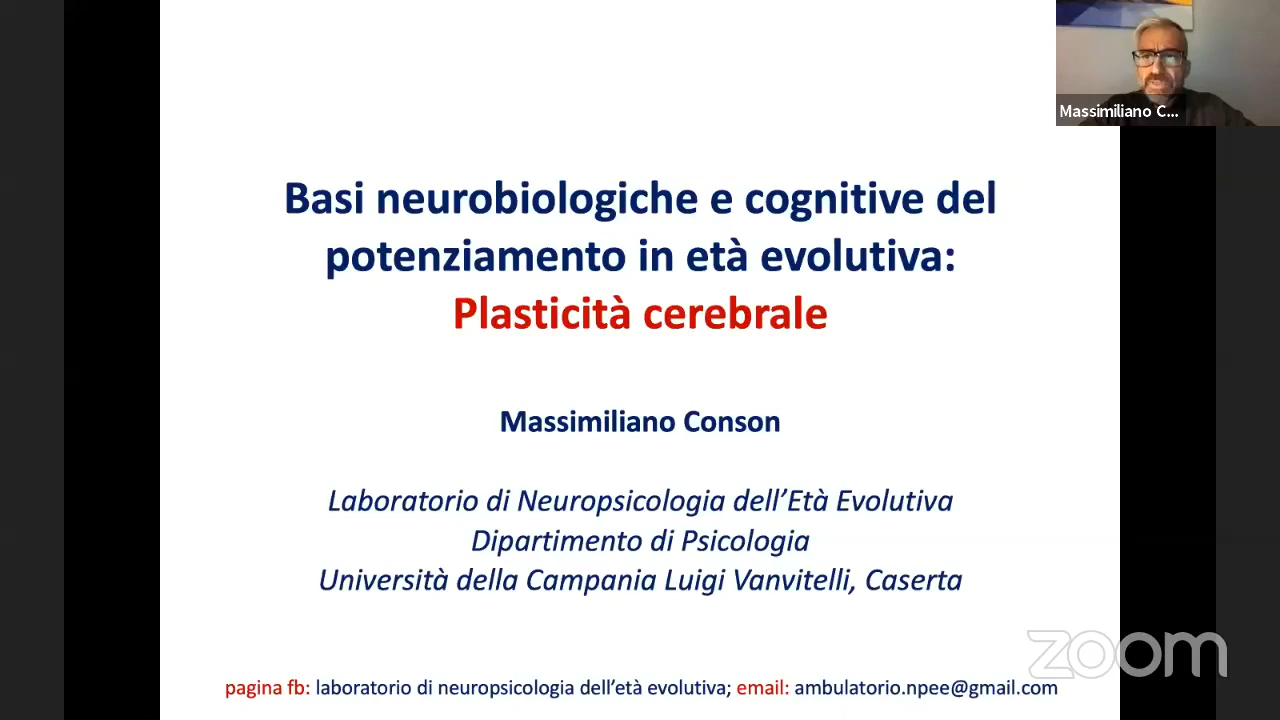 Massimiliano C...
Basi neurobiologiche e cognitive del
potenziamento in età evolutiva:
Plasticità cerebrale
Massimiliano Conson
Laboratorio di Neuropsicologia dell’Età Evolutiva
Dipartimento di Psicologia
Università della Campania Luigi Vanvitelli, Caserta
zoom
pagina fb: laboratorio di neuropsicologia dell’età evolutiva; email: ambulatorio.npee@gmail.com